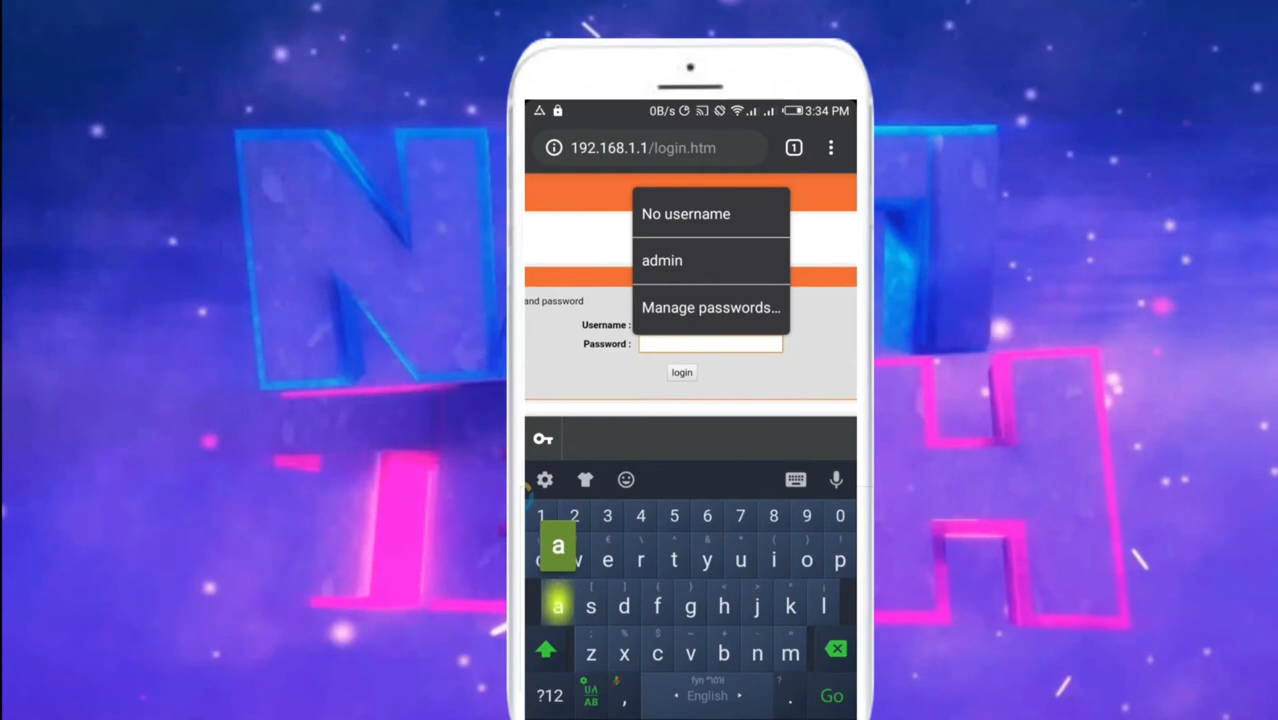 0B/s 3:34 PM
192.168.1.1/login.htm
1
No username
admin
Manage passwords...
and password
Username :
Password :
login
1 2 3 4 5 6 7 8 9 0
a
e r t y u i o p
a s d f g h j k l
z x c v b n m
?12 , English . Go